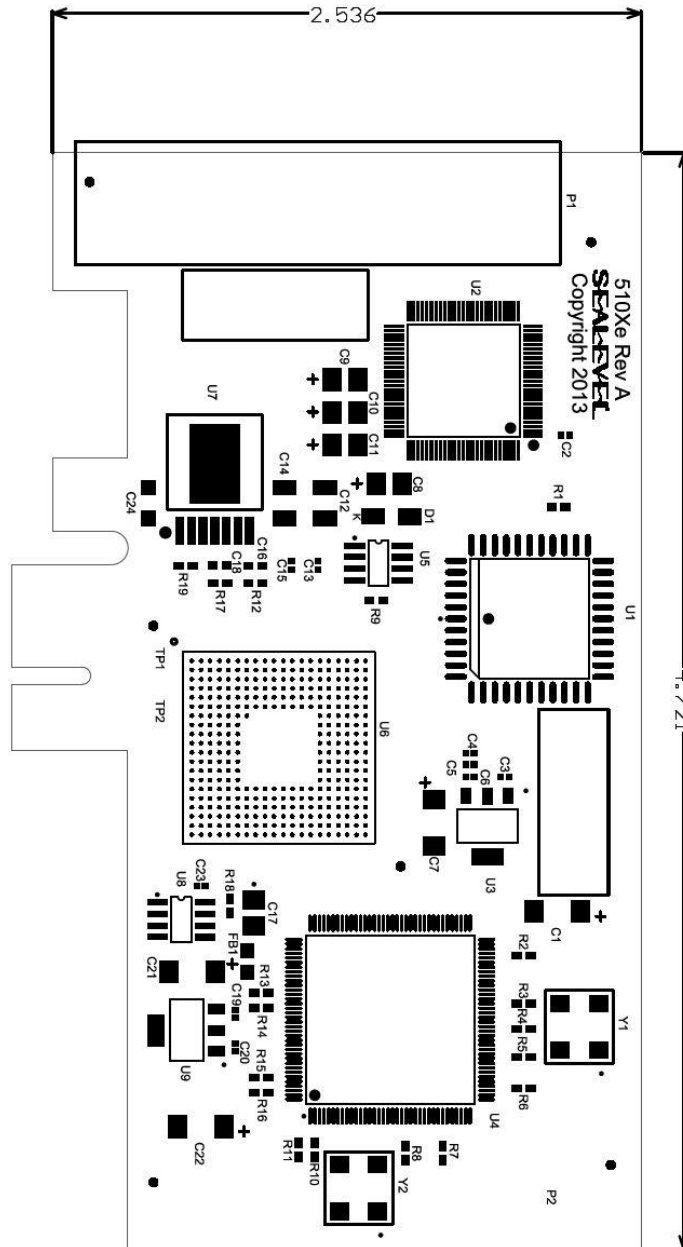 2.536
P1
510Xe Rev A
SEALEVEL
Copyright 2013
U2
C9
C10
C11
U7
C2
C14
C8
C12
R1
C24
K
D1
U5
C16
C18
C15
C13
R19
R17
R12
R9
U1
TP1
TP2
U6
C4
C5
C6
C3
C7
U3
C23
U8
R18
C17
C1
FB1
R2
C21
R13
C19
R14
R3
R4
R5
Y1
U9
C20
R15
R16
R6
U4
C22
R11
R10
R8
R7
Y2
P2